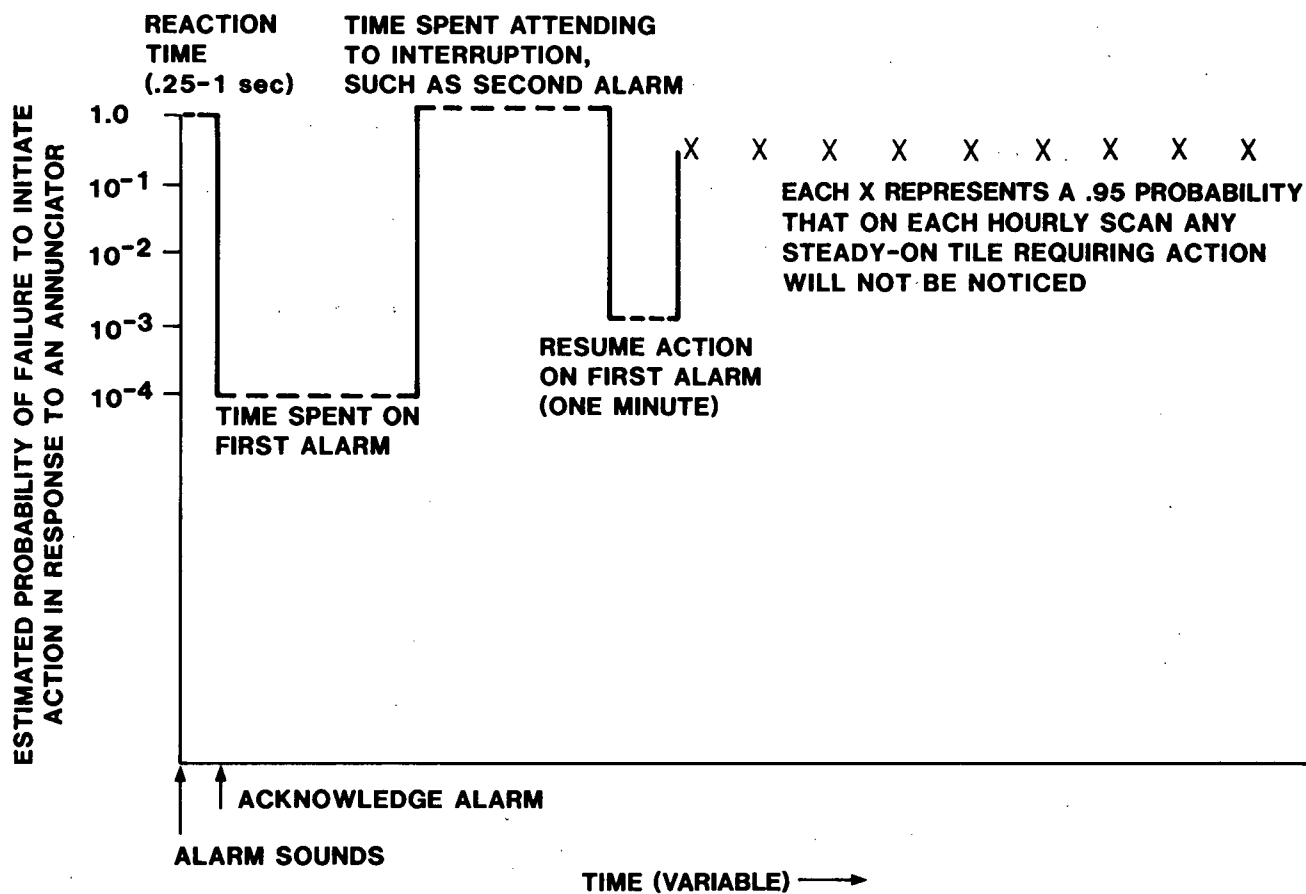 REACTION
TIME
(.25-1 sec)
TIME SPENT ATTENDING
TO INTERRUPTION,
SUCH AS SECOND ALARM
ESTIMATED PROBABILITY OF FAILURE TO INITIATE
ACTION IN RESPONSE TO AN ANNUNCIATOR
1.0
10⁻¹
10⁻²
10⁻³
10⁻⁴
X X X X X X X X X
EACH X REPRESENTS A .95 PROBABILITY
THAT ON EACH HOURLY SCAN ANY
STEADY-ON TILE REQUIRING ACTION
WILL NOT BE NOTICED
RESUME ACTION
ON FIRST ALARM
(ONE MINUTE)
TIME SPENT ON
FIRST ALARM
ACKNOWLEDGE ALARM
ALARM SOUNDS
TIME (VARIABLE)